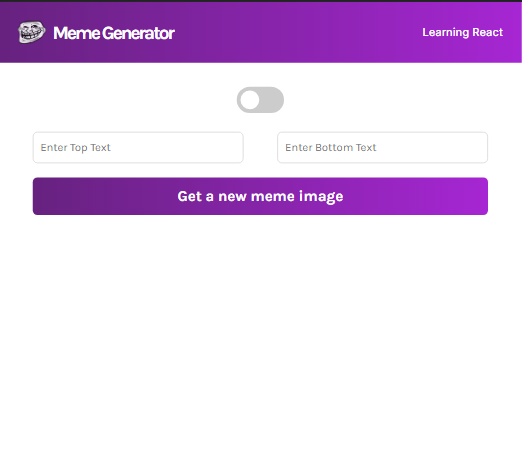 Meme Generator
Learning React
Enter Top Text
Enter Bottom Text
Get a new meme image